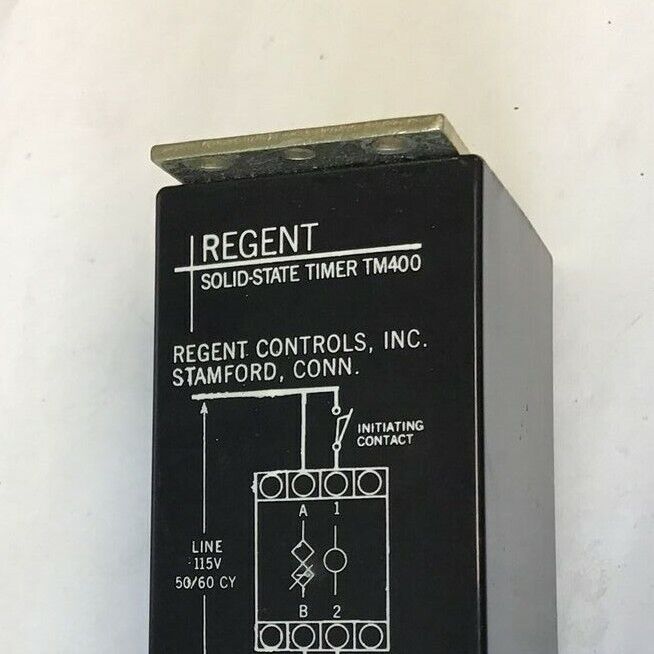 REGENT
SOLID-STATE TIMER TM400
REGENT CONTROLS, INC.
STAMFORD, CONN.
INITIATING
CONTACT
A 1
LINE
115V
50/60 CY
B 2